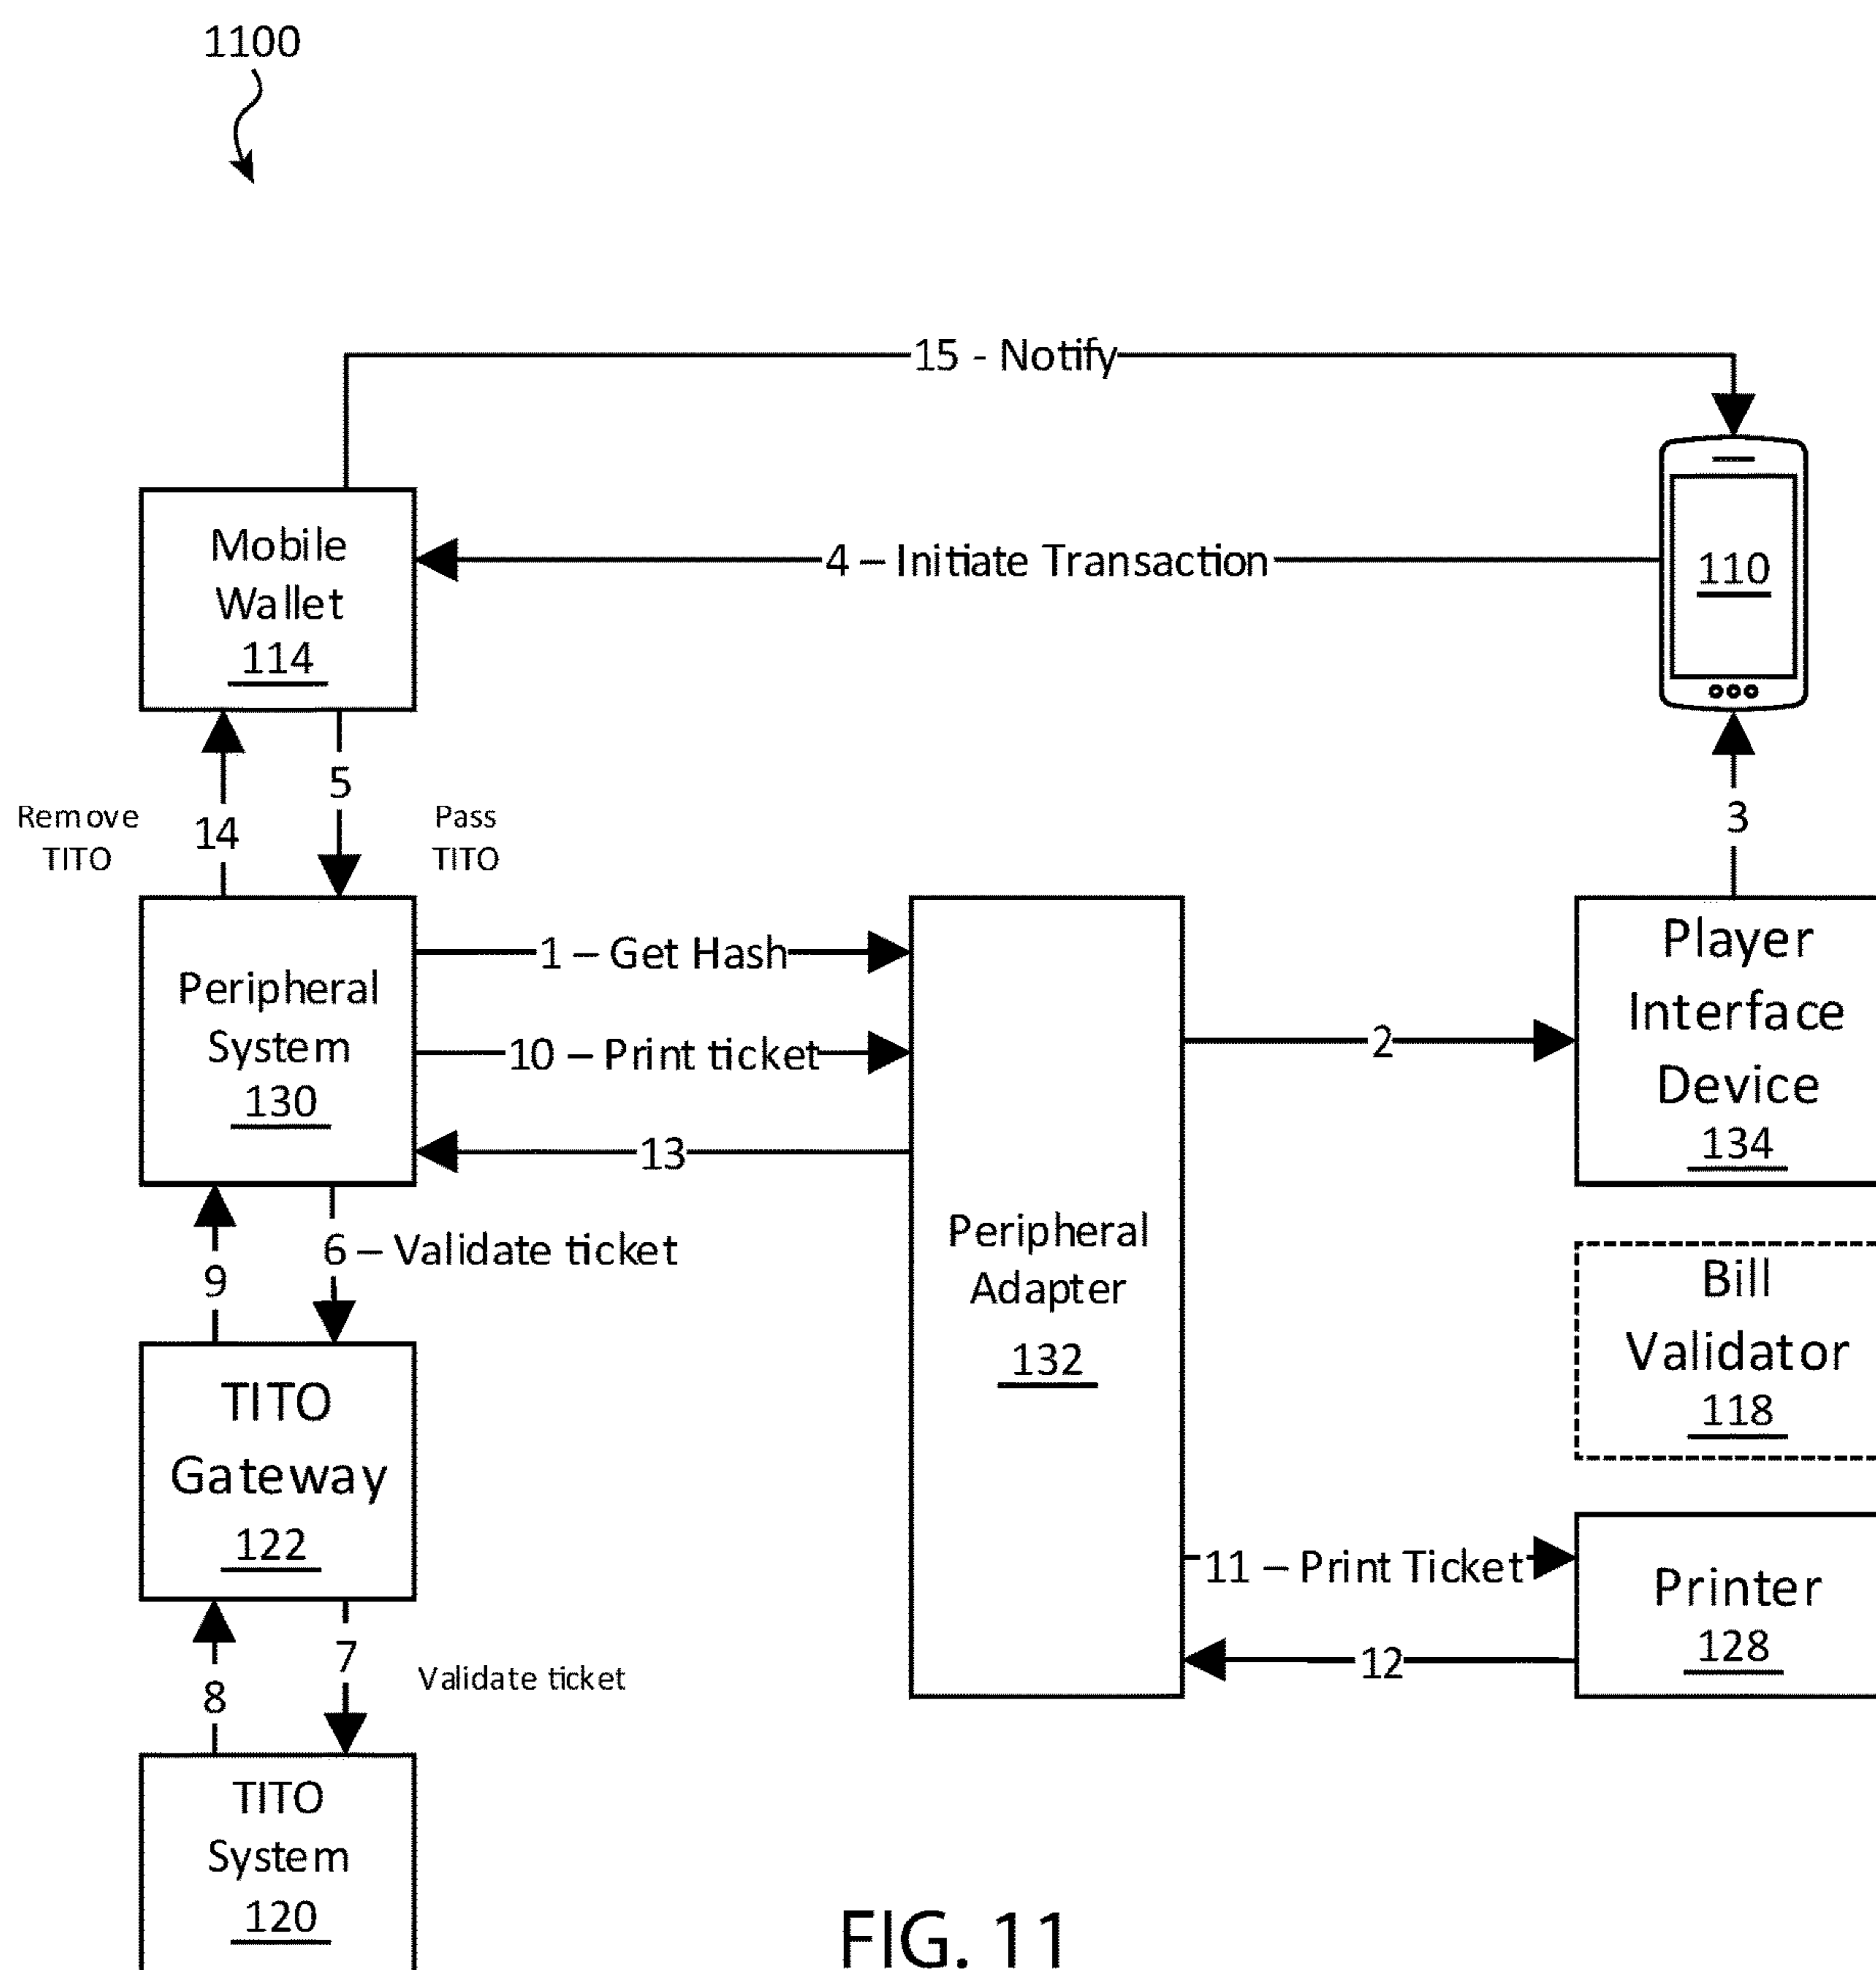 1100
15 - Notify
Mobile
Wallet
114
4 – Initiate Transaction
110
Remove
TITO
14
5
Pass
TITO
3
Peripheral
System
130
1 – Get Hash
10 – Print ticket
13
Peripheral
Adapter
132
2
Player
Interface
Device
134
9
6 – Validate ticket
Bill
Validator
118
TITO
Gateway
122
11 – Print Ticket
12
Printer
128
8
7
Validate ticket
TITO
System
120
FIG. 11